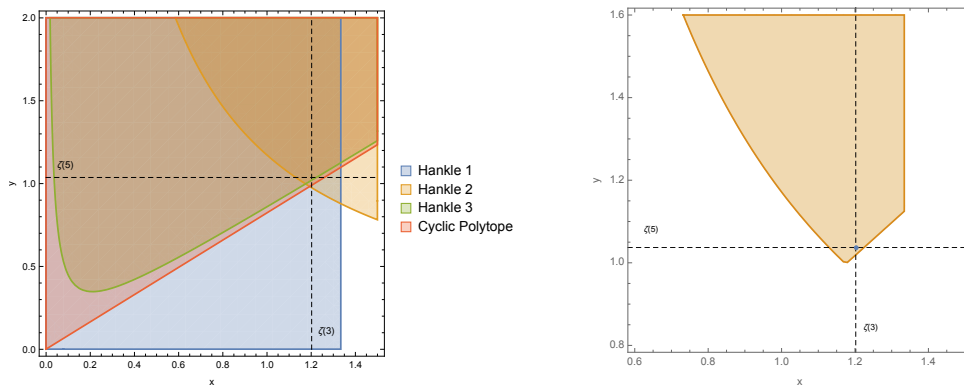 2.0
1.5
1.0
0.5
0.0
y
ζ(5)
ζ(3)
0.0 0.2 0.4 0.6 0.8 1.0 1.2 1.4
x
Hankle 1
Hankle 2
Hankle 3
Cyclic Polytope
1.6
1.4
1.2
1.0
0.8
y
ζ(5)
ζ(3)
0.6 0.8 1.0 1.2 1.4
x